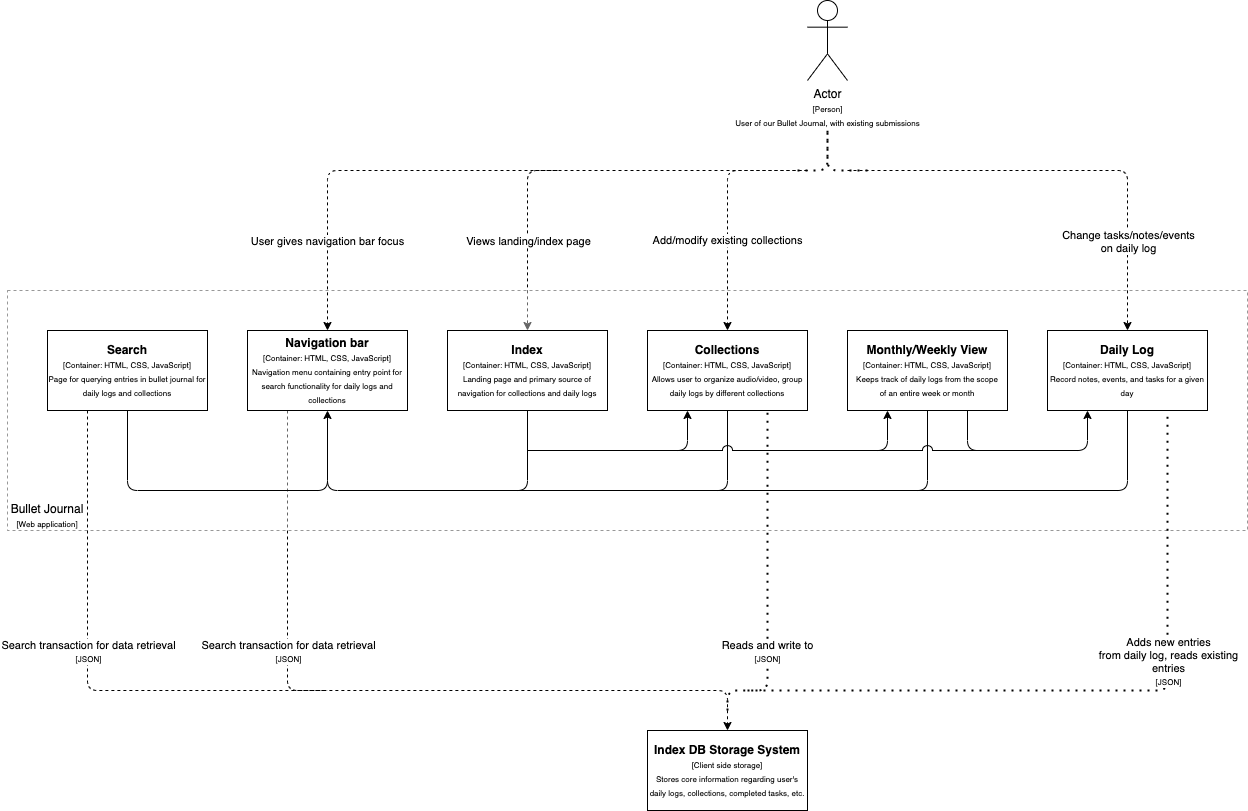 Actor
[Person]
User of our Bullet Journal, with existing submissions
User gives navigation bar focus
Views landing/index page
Add/modify existing collections
Change tasks/notes/events
on daily log
Search
[Container: HTML, CSS, JavaScript]
Page for querying entries in bullet journal for
daily logs and collections
Navigation bar
[Container: HTML, CSS, JavaScript]
Navigation menu containing entry point for
search functionality for daily logs and
collections
Index
[Container: HTML, CSS, JavaScript]
Landing page and primary source of
navigation for collections and daily logs
Collections
[Container: HTML, CSS, JavaScript]
Allows user to organize audio/video, group
daily logs by different collections
Monthly/Weekly View
[Container: HTML, CSS, JavaScript]
Keeps track of daily logs from the scope
of an entire week or month
Daily Log
[Container: HTML, CSS, JavaScript]
Record notes, events, and tasks for a given
day
Bullet Journal
[Web application]
Search transaction for data retrieval
[JSON]
Search transaction for data retrieval
[JSON]
Reads and write to
[JSON]
Adds new entries
from daily log, reads existing
entries
[JSON]
Index DB Storage System
[Client side storage]
Stores core information regarding user's
daily logs, collections, completed tasks, etc.